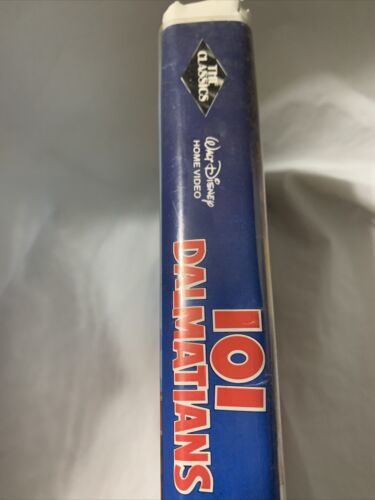 THE
CLASSICS
Walt Disney
HOME VIDEO
101
DALMATIANS